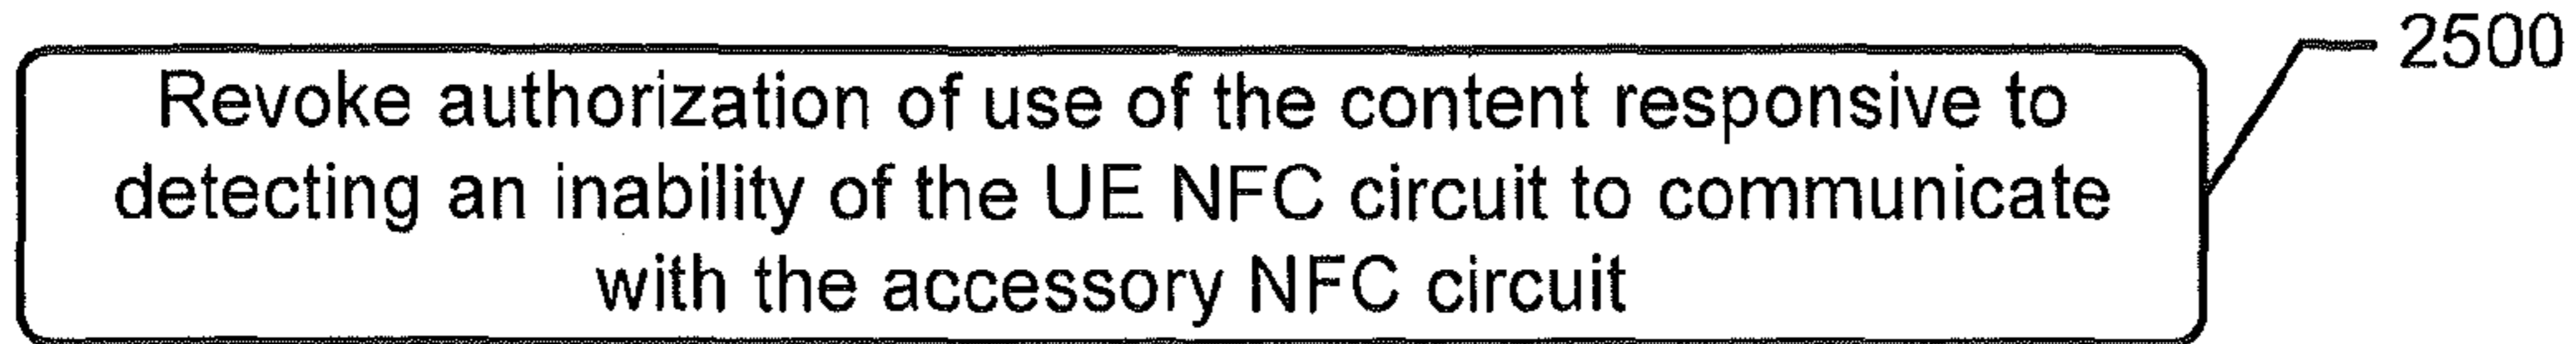 2500
Revoke authorization of use of the content responsive to
detecting an inability of the UE NFC circuit to communicate
with the accessory NFC circuit